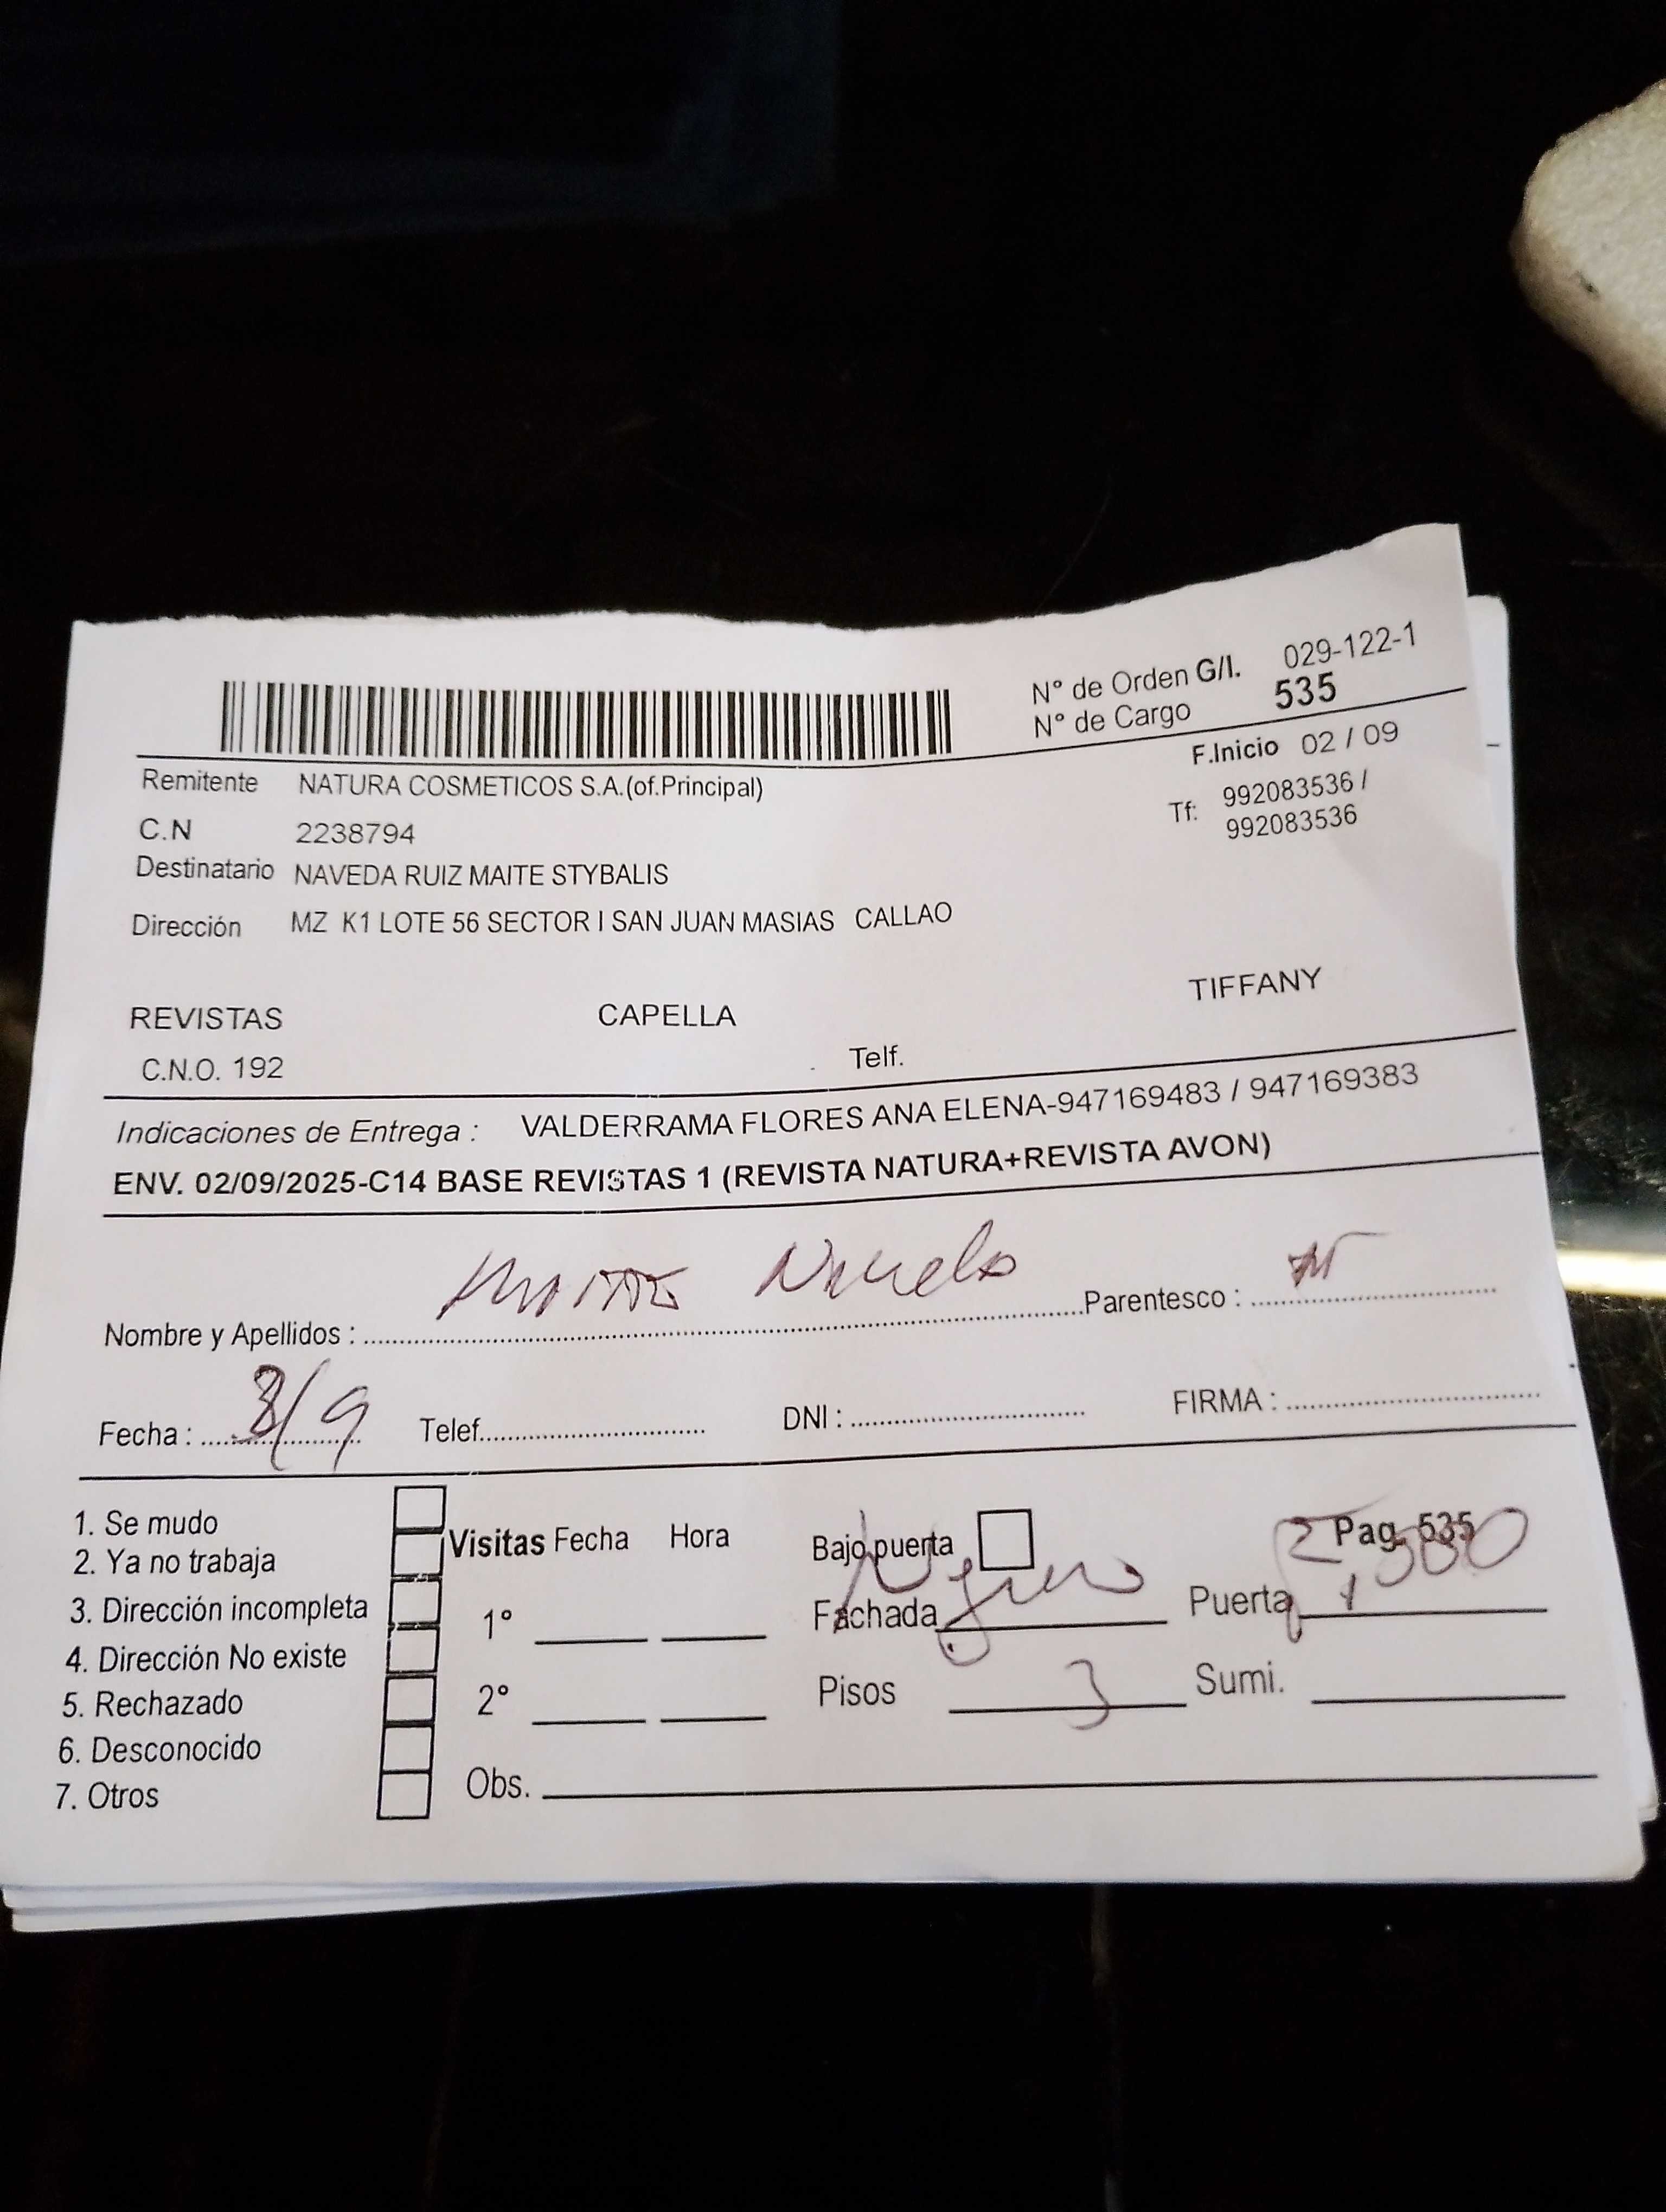 N° de Orden G/I. 029-122-1
N° de Cargo 535
F.Inicio 02 / 09
Remitente NATURA COSMETICOS S.A.(of.Principal)
Tf: 992083536 /
992083536
C.N 2238794
Destinatario NAVEDA RUIZ MAITE STYBALIS
Dirección MZ K1 LOTE 56 SECTOR I SAN JUAN MASIAS CALLAO
REVISTAS CAPELLA TIFFANY
C.N.O. 192 Telf.
Indicaciones de Entrega : VALDERRAMA FLORES ANA ELENA-947169483 / 947169383
ENV. 02/09/2025-C14 BASE REVISTAS 1 (REVISTA NATURA+REVISTA AVON)
Nombre y Apellidos : Parentesco :
Fecha : 3/9 Telef. DNI : FIRMA :
1. Se mudo
2. Ya no trabaja
3. Dirección incompleta
4. Dirección No existe
5. Rechazado
6. Desconocido
7. Otros
Visitas Fecha Hora
1°
2°
Obs.
Bajo puerta Pag. 535
Fachada Puerta
Pisos 3 Sumi.